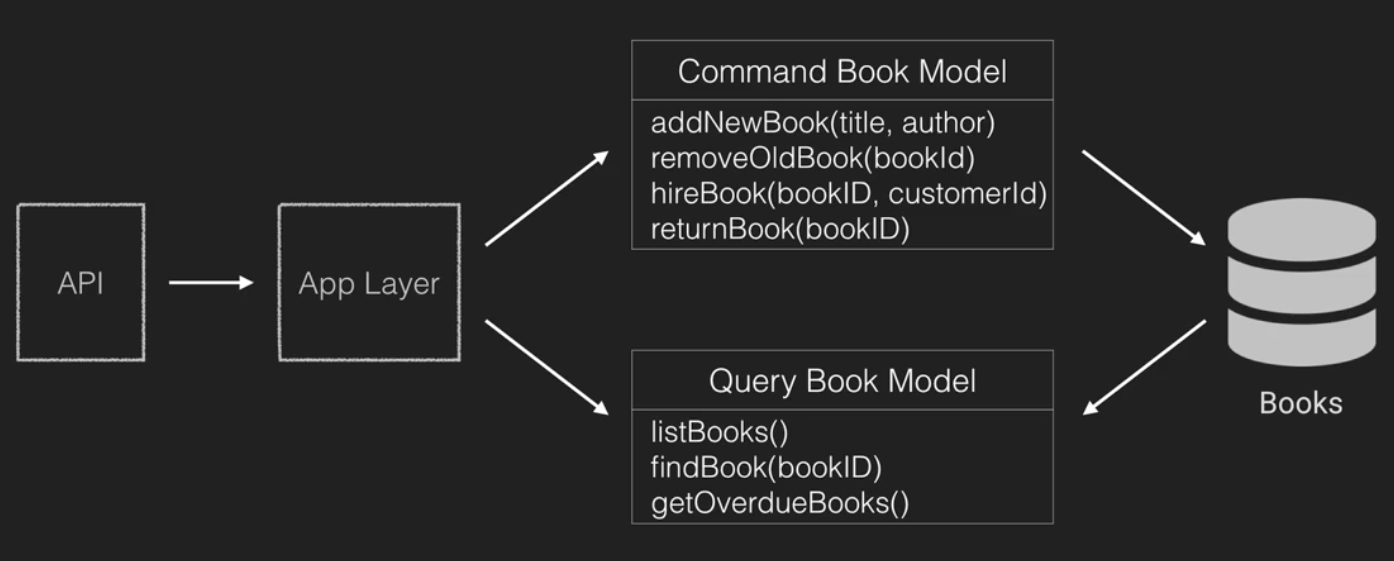 API
App Layer
Command Book Model
addNewBook(title, author)
removeOldBook(bookId)
hireBook(bookID, customerId)
returnBook(bookID)
Query Book Model
listBooks()
findBook(bookID)
getOverdueBooks()
Books